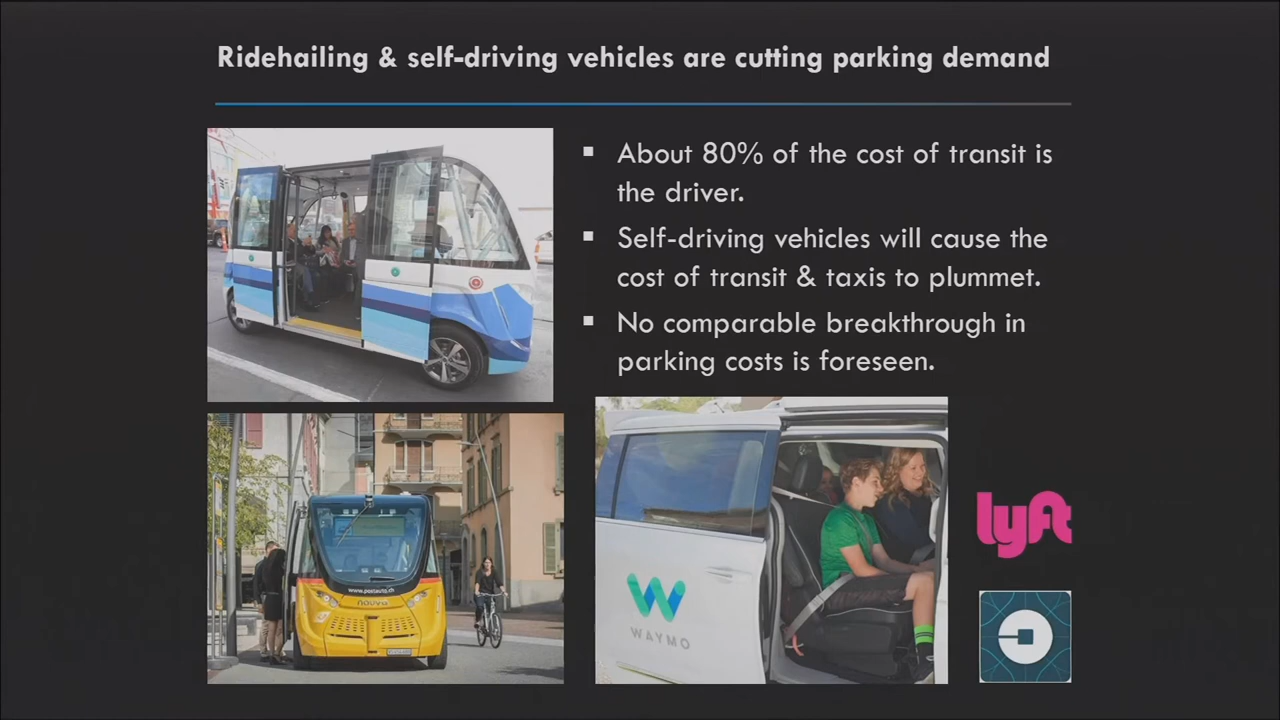 Ridehailing & self-driving vehicles are cutting parking demand
▪ About 80% of the cost of transit is
the driver.
▪ Self-driving vehicles will cause the
cost of transit & taxis to plummet.
▪ No comparable breakthrough in
parking costs is foreseen.
www.postauto.ch
navya
WAYMO
lyft